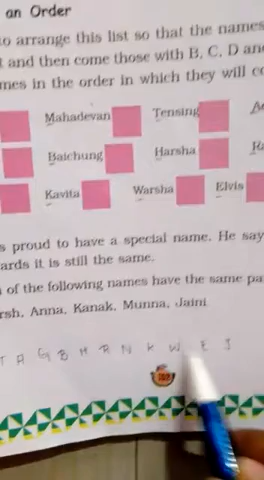 an Order
to arrange this list so that the names
t and then come those with B, C, D and
mes in the order in which they will co
Mahadevan Tensing
Baichung Harsha
Kavita Warsha Elvis
s proud to have a special name. He say
ards it is still the same.
of the following names have the same pa
rsh, Anna, Kanak, Munna, Jaini
T A G B H R N K W E J